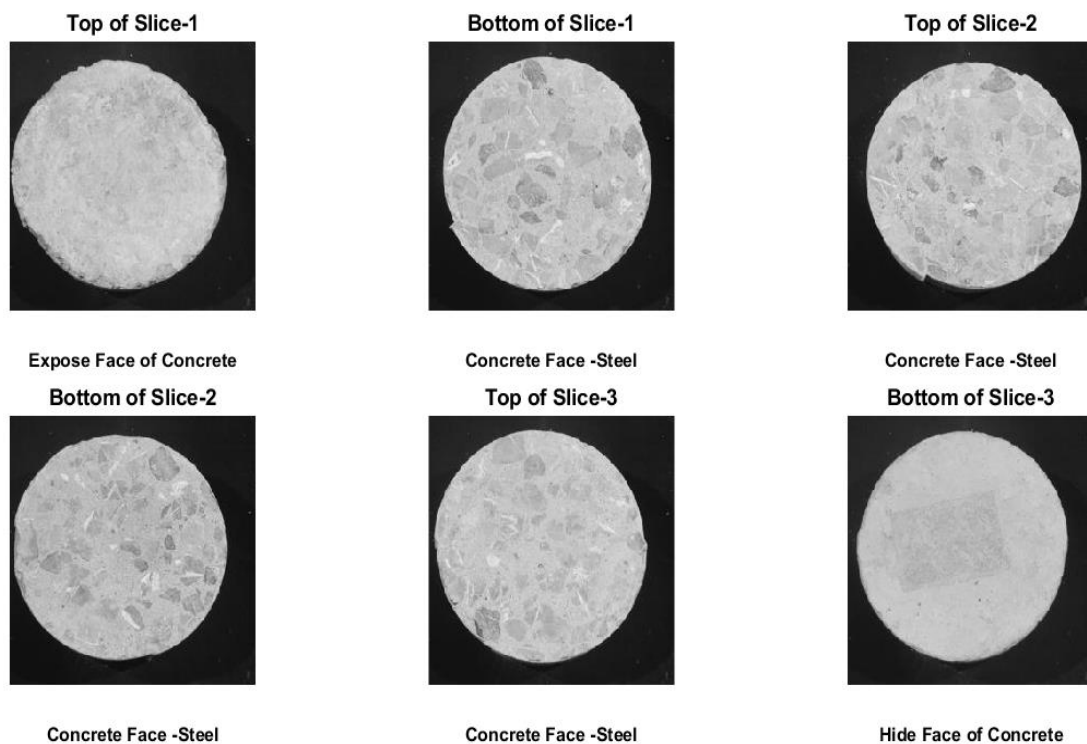 Top of Slice-1
Bottom of Slice-1
Top of Slice-2
Expose Face of Concrete
Concrete Face -Steel
Concrete Face -Steel
Bottom of Slice-2
Top of Slice-3
Bottom of Slice-3
Concrete Face -Steel
Concrete Face -Steel
Hide Face of Concrete